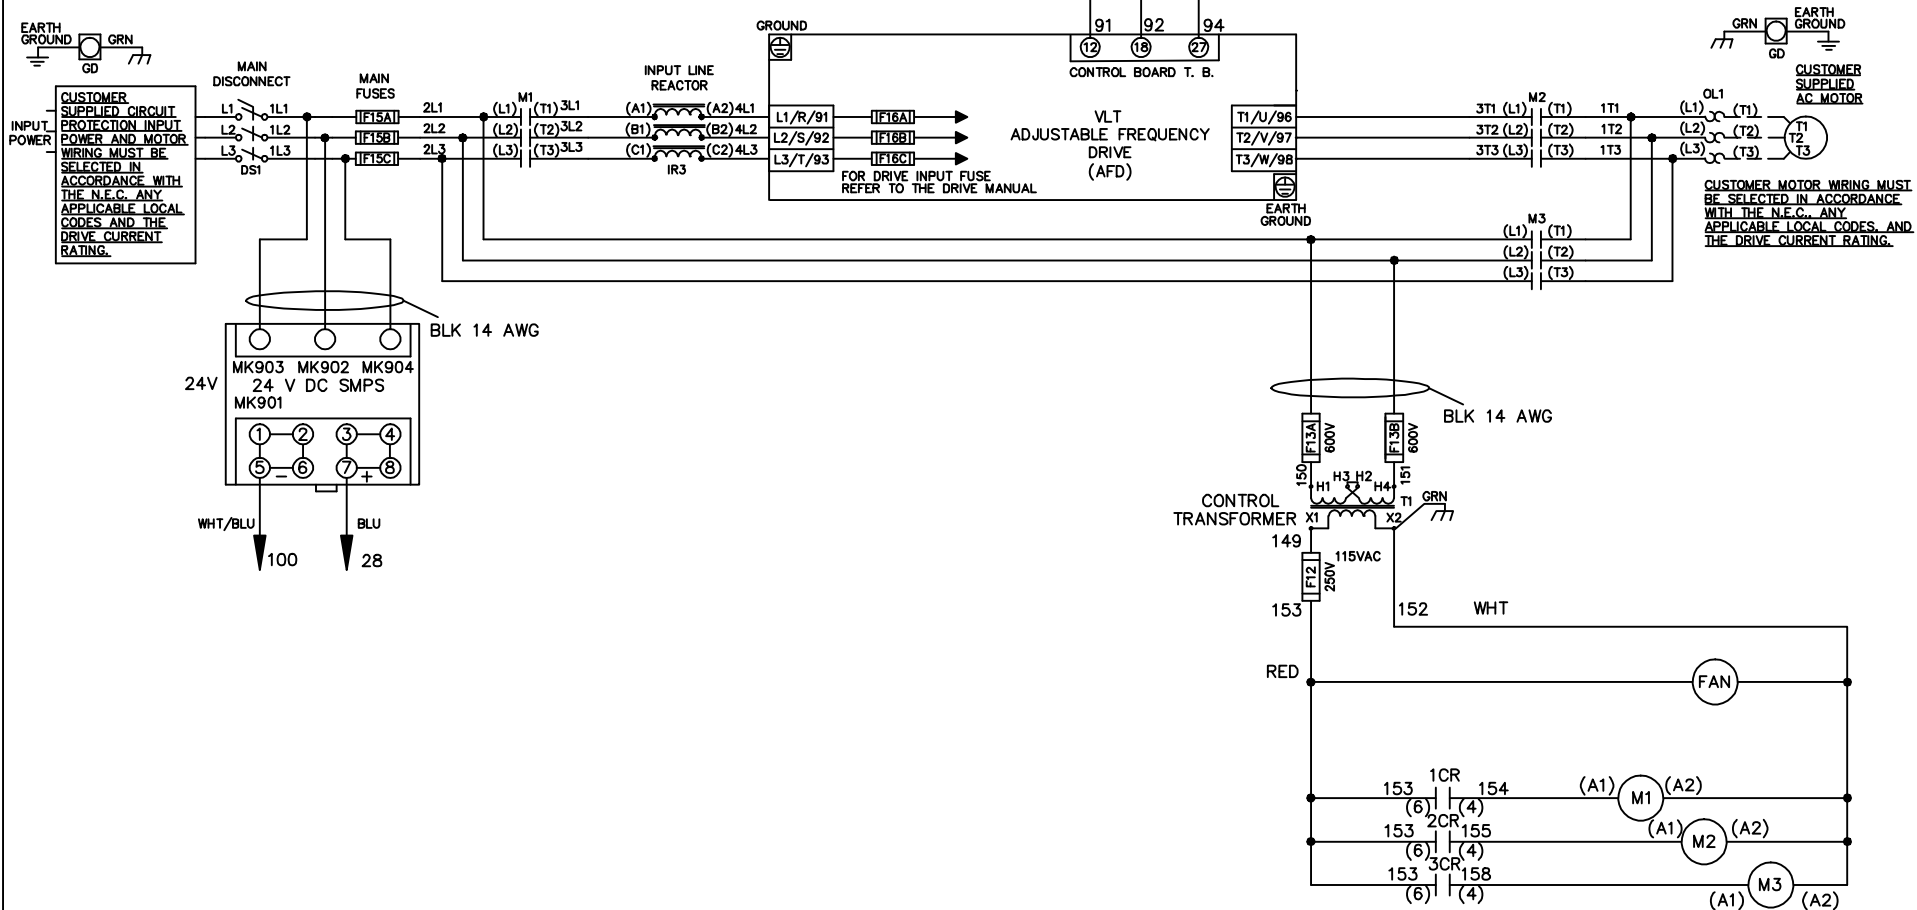 EARTH
GROUND
GRN
GD
INPUT
POWER
CUSTOMER
SUPPLIED CIRCUIT
PROTECTION INPUT
POWER AND MOTOR
WIRING MUST BE
SELECTED IN
ACCORDANCE WITH
THE N.E.C. ANY
APPLICABLE LOCAL
CODES AND THE
DRIVE CURRENT
RATING.
MAIN
DISCONNECT
L1 1L1
L2 1L2
L3 1L3
DS1
MAIN
FUSES
F15A
F15B
F15C
2L1
2L2
2L3
M1
(L1) (T1) 3L1
(L2) (T2) 3L2
(L3) (T3) 3L3
INPUT LINE
REACTOR
(A1) (A2) 4L1
(B1) (B2) 4L2
(C1) (C2) 4L3
IR3
GROUND
L1/R/91
L2/S/92
L3/T/93
F16A
F16B
F16C
FOR DRIVE INPUT FUSE
REFER TO THE DRIVE MANUAL
91 92 94
12 18 27
CONTROL BOARD T. B.
VLT
ADJUSTABLE FREQUENCY
DRIVE
(AFD)
T1/U/96
T2/V/97
T3/W/98
EARTH
GROUND
M2
3T1 (L1) (T1) 1T1
3T2 (L2) (T2) 1T2
3T3 (L3) (T3) 1T3
OL1
(L1) (T1)
(L2) (T2)
(L3) (T3)
T1
T2
T3
GRN
GD
EARTH
GROUND
CUSTOMER
SUPPLIED
AC MOTOR
CUSTOMER MOTOR WIRING MUST
BE SELECTED IN ACCORDANCE
WITH THE N.E.C., ANY
APPLICABLE LOCAL CODES, AND
THE DRIVE CURRENT RATING.
M3
(L1) (T1)
(L2) (T2)
(L3) (T3)
BLK 14 AWG
MK903 MK902 MK904
24V
24 V DC SMPS
MK901
1 2 3 4
5 6 7 8
− +
WHT/BLU
BLU
100
28
BLK 14 AWG
F13A
600V
F13B
600V
150
151
H1 H3 H2 H4
T1
CONTROL
TRANSFORMER
X1 X2
GRN
149
115VAC
F12
250V
153
152
WHT
RED
FAN
1CR
153 154
(6) (4)
(A1) M1 (A2)
2CR
153 155
(6) (4)
(A1) M2 (A2)
3CR
153 158
(6) (4)
(A1) M3 (A2)